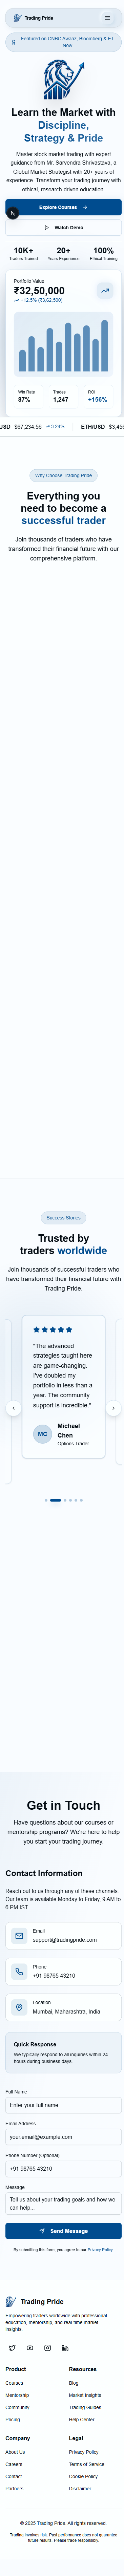 Trading Pride
Featured on CNBC Awaaz, Bloomberg & ET
Now
Learn the Market with
Discipline,
Strategy & Pride
Master stock market trading with expert
guidance from Mr. Sarvendra Shrivastava, a
stock market Strategist with 20+ years of
experience. Transform your trading journey with
ethical, research-driven education.
Explore Courses
N
Watch Demo
10K+ 20+ 100%
Traders Trained Years Experience Ethical Training
Portfolio Value
₹32,50,000
+12.5% (₹3,62,500)
Win Rate Trades ROI
87% 1,247 +156%
USD $67,234.56 3.24% ETH/USD $3,456
Why Choose Trading Pride
Everything you
need to become a
successful trader
Join thousands of traders who have
transformed their financial future with our
comprehensive platform.
Success Stories
Trusted by
traders worldwide
Join thousands of successful traders who
have transformed their financial future with
Trading Pride.
"The advanced
strategies taught here
are game-changing.
I've doubled my
portfolio in less than a
year. The community
support is incredible."
MC
Michael
Chen
Options Trader
Get in Touch
Have questions about our courses or
mentorship programs? We're here to help
you start your trading journey.
Contact Information
Reach out to us through any of these channels.
Our team is available Monday to Friday, 9 AM to
6 PM IST.
Email
support@tradingpride.com
Phone
+91 98765 43210
Location
Mumbai, Maharashtra, India
Quick Response
We typically respond to all inquiries within 24
hours during business days.
Full Name
Enter your full name
Email Address
your.email@example.com
Phone Number (Optional)
+91 98765 43210
Message
Tell us about your trading goals and how we
can help...
Send Message
By submitting this form, you agree to our Privacy Policy.
Trading Pride
Empowering traders worldwide with professional
education, mentorship, and real-time market
insights.
Product Resources
Courses Blog
Mentorship Market Insights
Community Trading Guides
Pricing Help Center
Company Legal
About Us Privacy Policy
Careers Terms of Service
Contact Cookie Policy
Partners Disclaimer
© 2025 Trading Pride. All rights reserved.
Trading involves risk. Past performance does not guarantee
future results. Please trade responsibly.